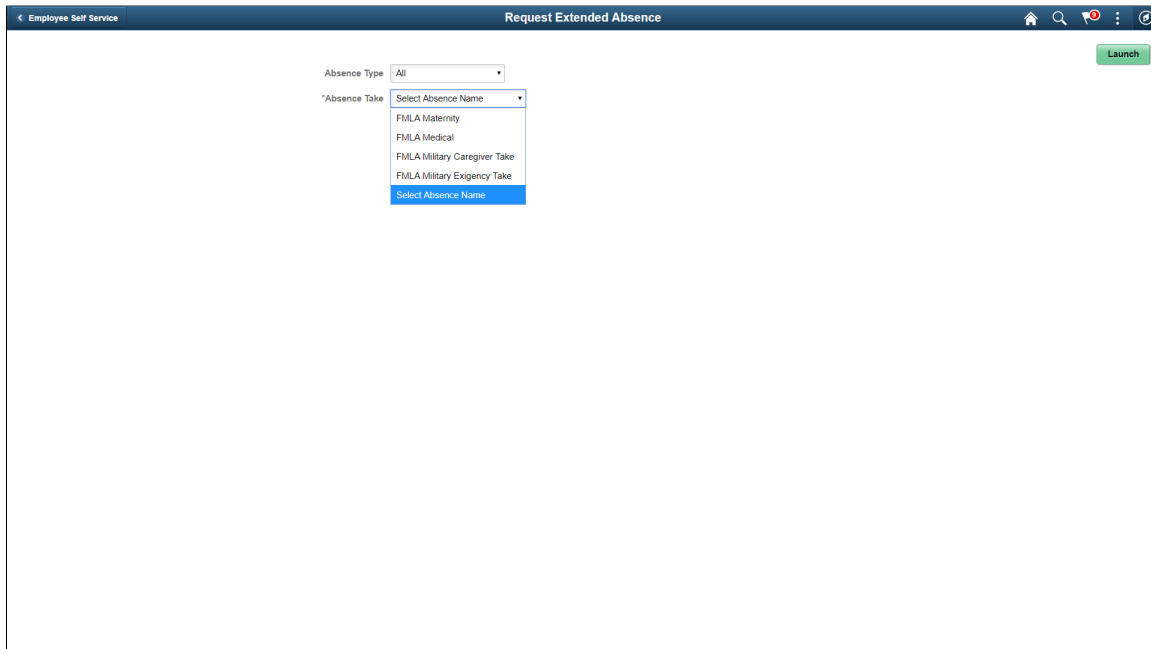 Employee Self Service
Request Extended Absence
9
Launch
Absence Type All
*Absence Take Select Absence Name
FMLA Maternity
FMLA Medical
FMLA Military Caregiver Take
FMLA Military Exigency Take
Select Absence Name